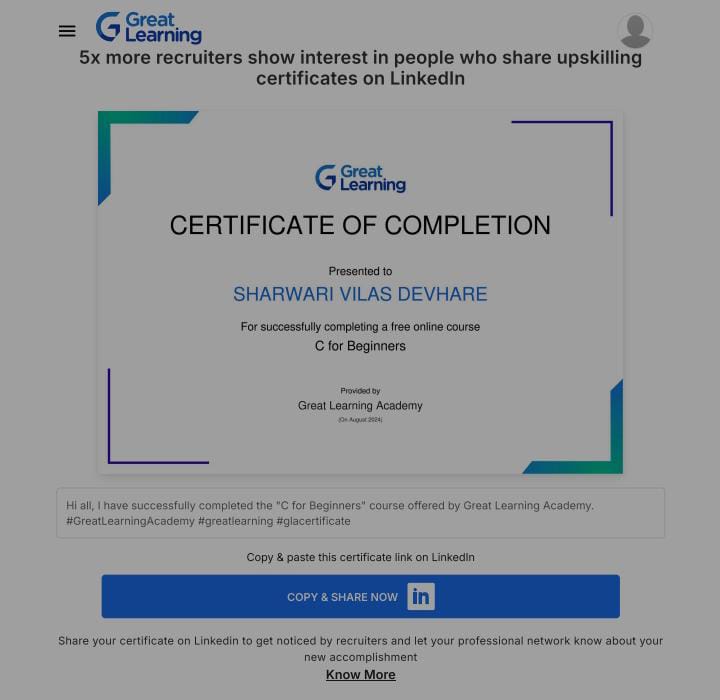 Great
Learning
5x more recruiters show interest in people who share upskilling
certificates on LinkedIn
Great
Learning
CERTIFICATE OF COMPLETION
Presented to
SHARWARI VILAS DEVHARE
For successfully completing a free online course
C for Beginners
Provided by
Great Learning Academy
(On August 2024)
Hi all, I have successfully completed the "C for Beginners" course offered by Great Learning Academy.
#GreatLearningAcademy #greatlearning #glacertificate
Copy & paste this certificate link on LinkedIn
COPY & SHARE NOW in
Share your certificate on Linkedin to get noticed by recruiters and let your professional network know about your
new accomplishment
Know More